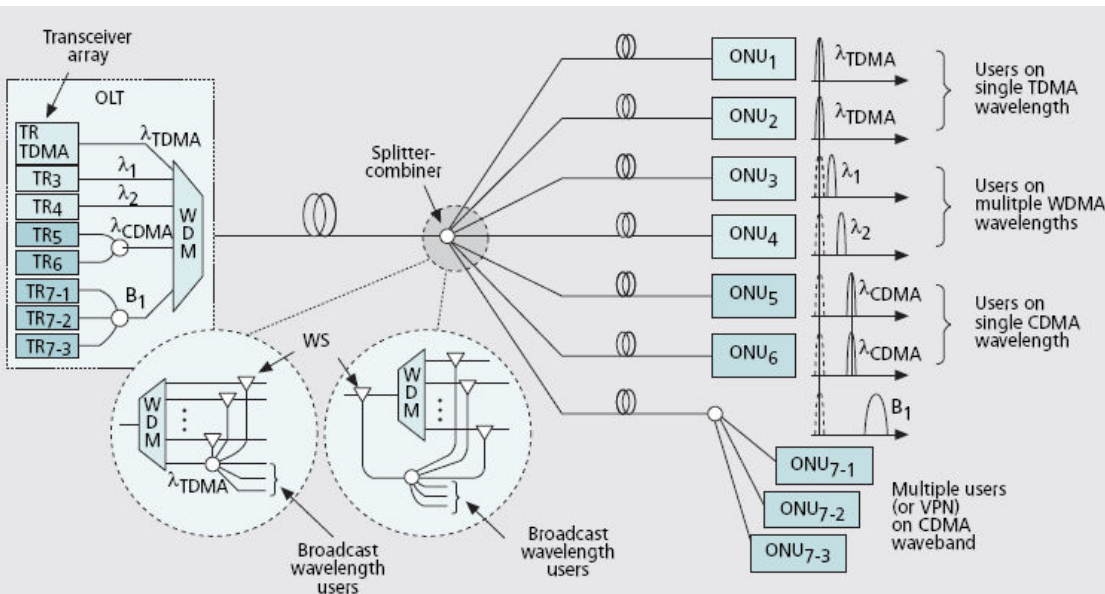 Transceiver
array
OLT
TR
TDMA
λTDMA
TR3
λ1
TR4
λ2
TR5
λCDMA
TR6
TR7-1
B1
TR7-2
TR7-3
W
D
M
Splitter-
combiner
ONU1
λTDMA
ONU2
λTDMA
Users on
single TDMA
wavelength
ONU3
λ1
ONU4
λ2
Users on
mulitple WDMA
wavelengths
ONU5
λCDMA
ONU6
λCDMA
Users on
single CDMA
wavelength
B1
ONU7-1
ONU7-2
ONU7-3
Multiple users
(or VPN)
on CDMA
waveband
WS
W
D
M
λTDMA
Broadcast
wavelength
users
W
D
M
Broadcast
wavelength
users